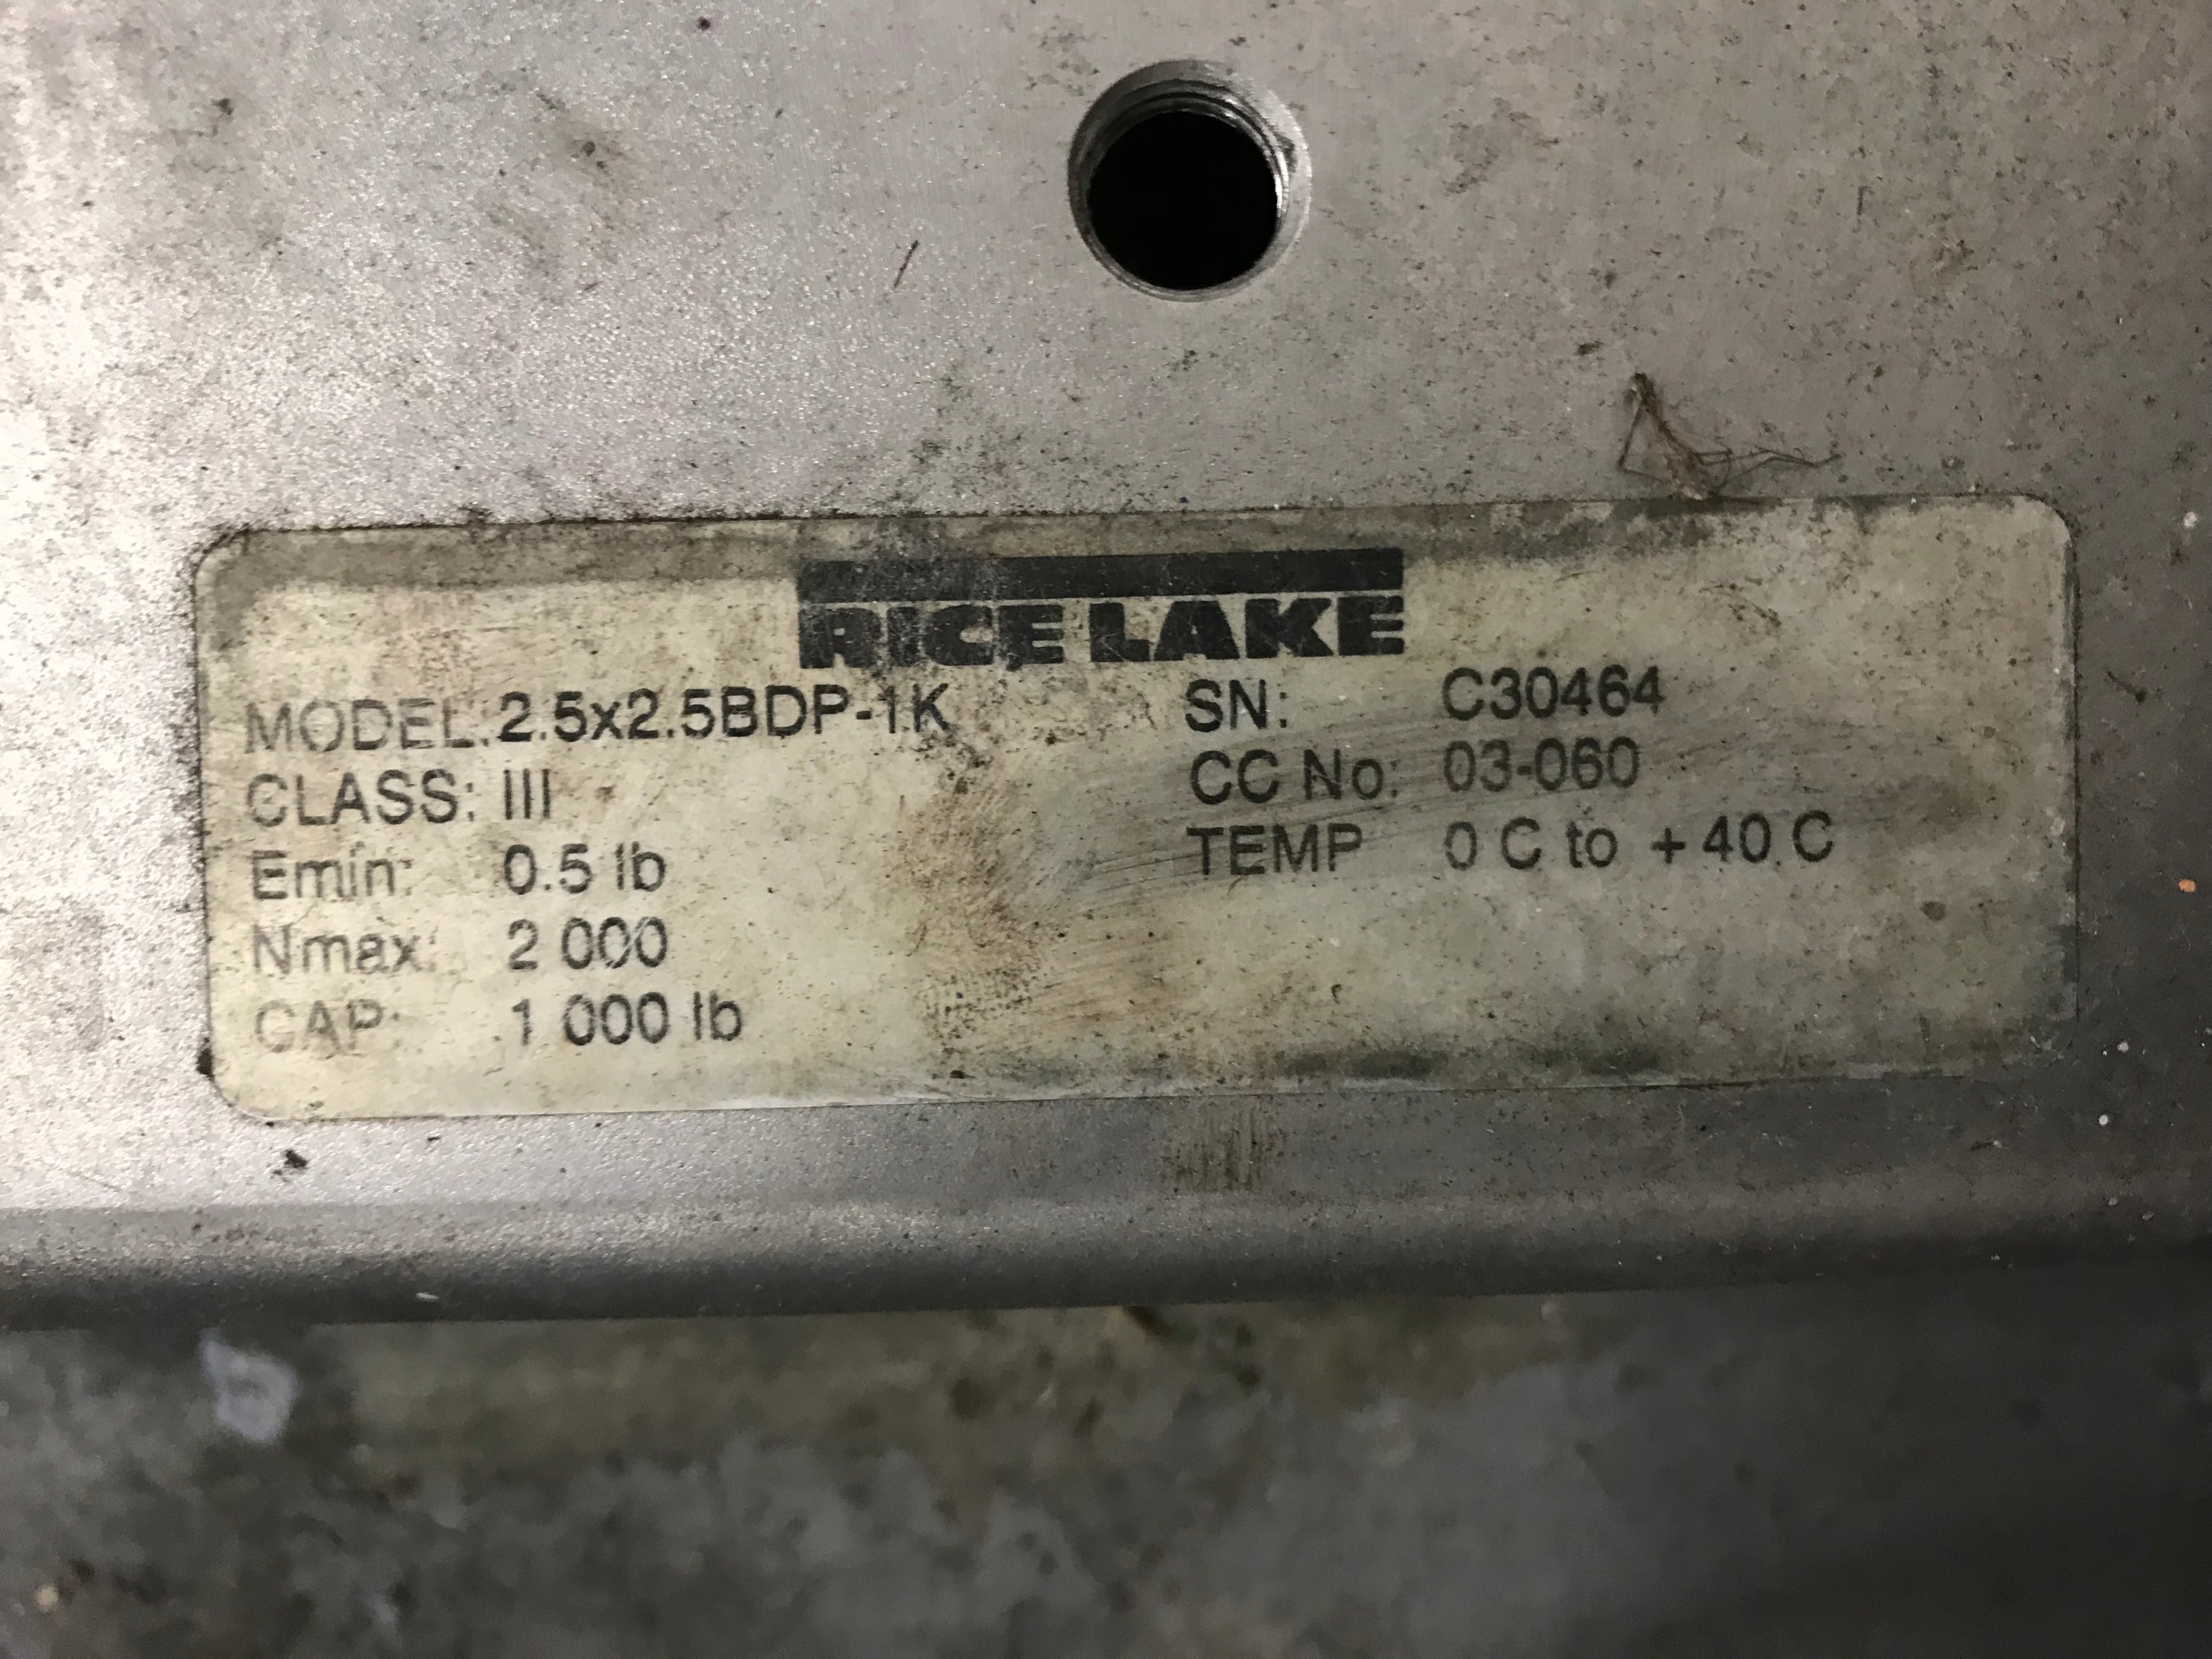 RICE LAKE
MODEL: 2.5x2.5BDP-1K
CLASS: III
Emin: 0.5 lb
Nmax: 2 000
CAP: 1 000 lb
SN: C30464
CC No: 03-060
TEMP 0 C to +40 C